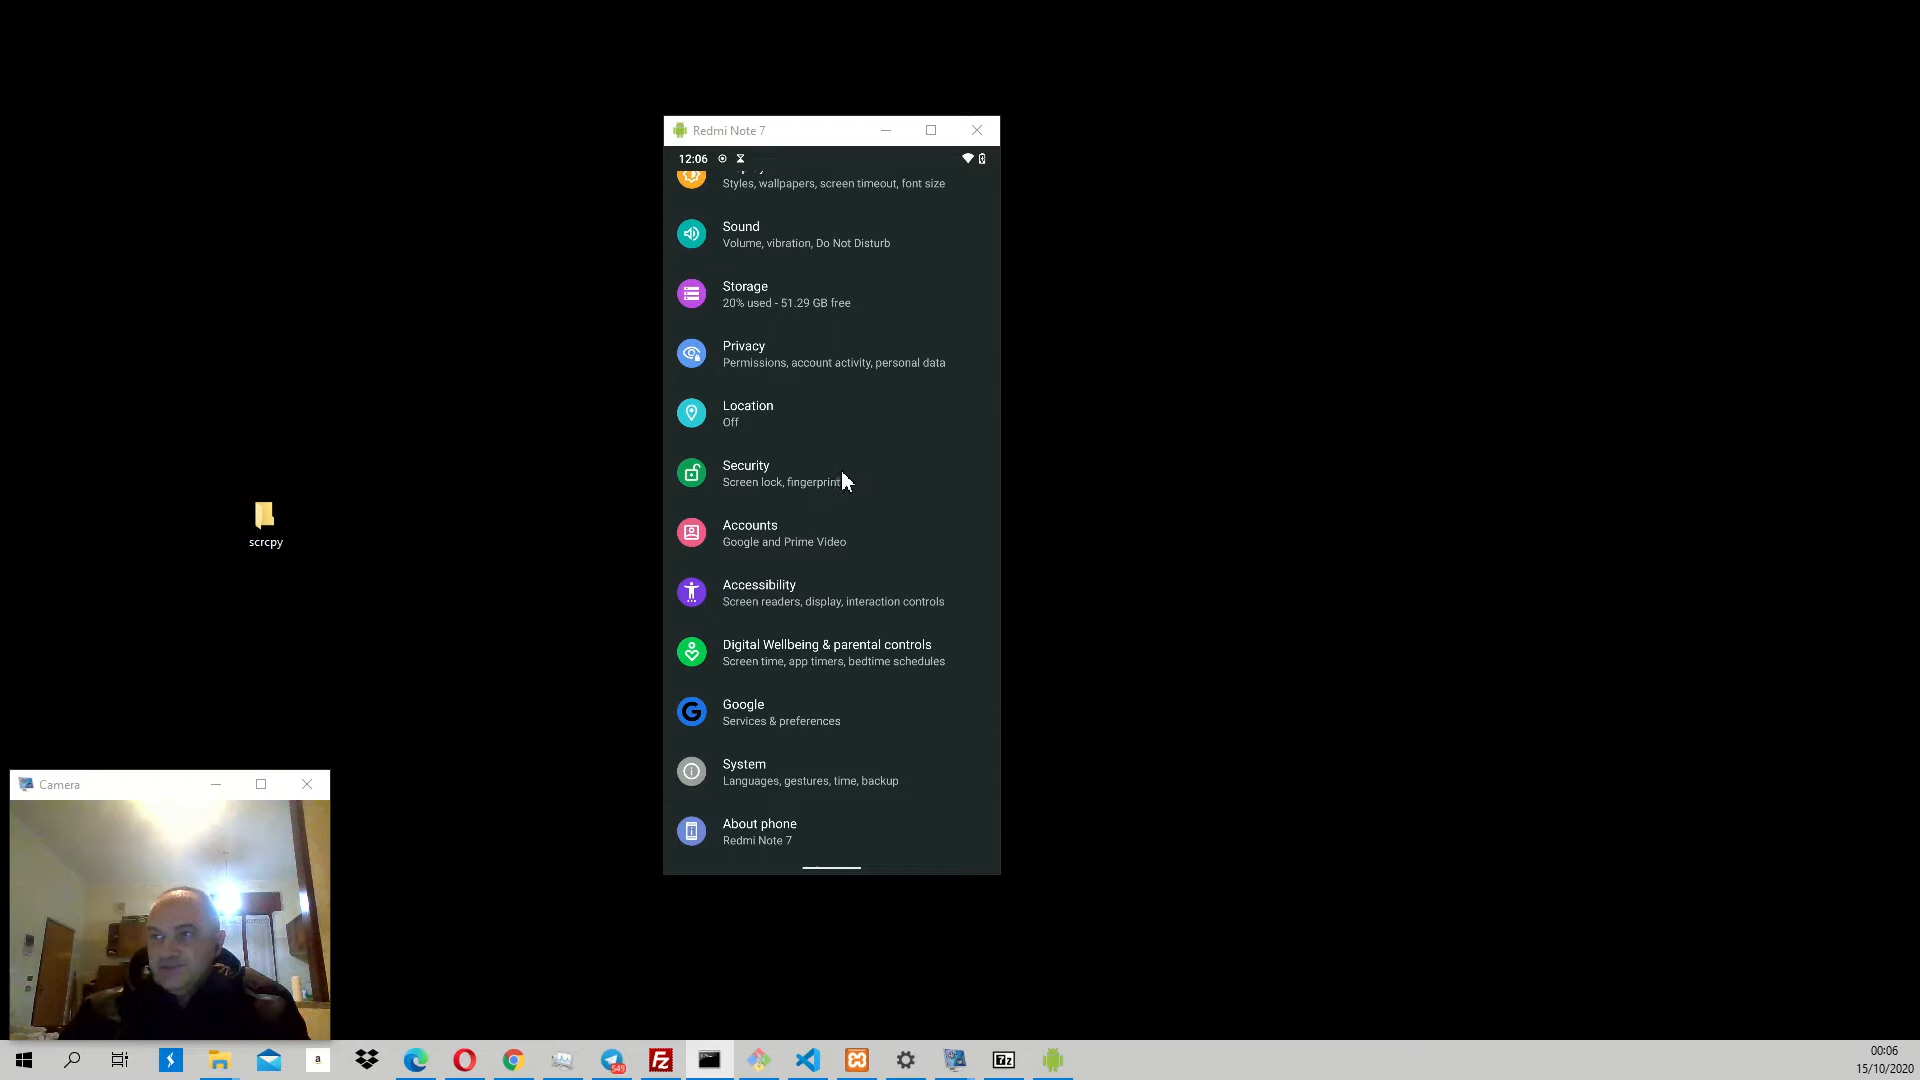 Redmi Note 7
12:06
Styles, wallpapers, screen timeout, font size
Sound
Volume, vibration, Do Not Disturb
Storage
20% used - 51.29 GB free
Privacy
Permissions, account activity, personal data
Location
Off
Security
Screen lock, fingerprint
Accounts
Google and Prime Video
Accessibility
Screen readers, display, interaction controls
Digital Wellbeing & parental controls
Screen time, app timers, bedtime schedules
Google
Services & preferences
System
Languages, gestures, time, backup
About phone
Redmi Note 7
scrcpy
Camera
a
549
FZ
7z
00:06
15/10/2020